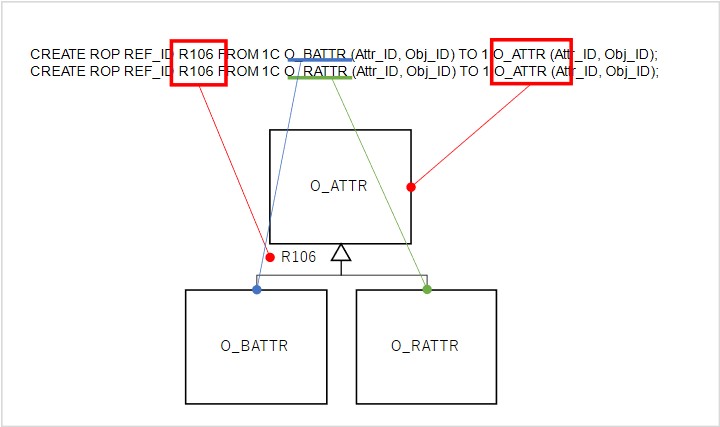 CREATE ROP REF_ID R106 FROM 1C O_BATTR (Attr_ID, Obj_ID) TO 1 O_ATTR (Attr_ID, Obj_ID);
CREATE ROP REF_ID R106 FROM 1C O_RATTR (Attr_ID, Obj_ID) TO 1 O_ATTR (Attr_ID, Obj_ID);
O_ATTR
R106
O_BATTR O_RATTR